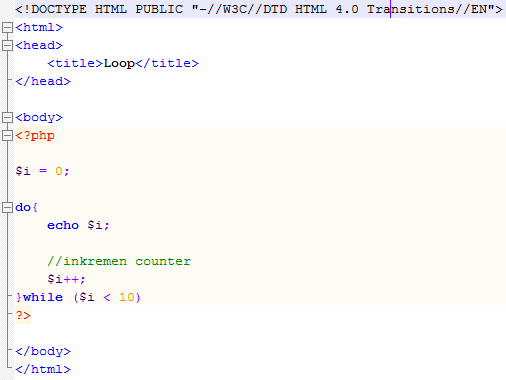 <!DOCTYPE HTML PUBLIC "-//W3C//DTD HTML 4.0 Transitions//EN">
<html>
<head>
    <title>Loop</title>
</head>

<body>
<?php

$i = 0;

do{
    echo $i;

    //inkremen counter
    $i++;
}while ($i < 10)
?>

</body>
</html>